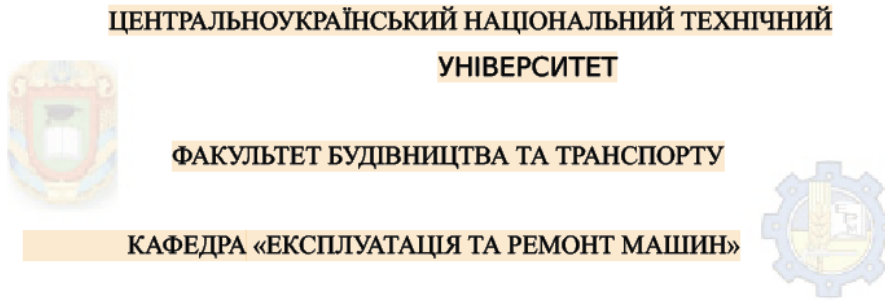 ЦЕНТРАЛЬНОУКРАЇНСЬКИЙ НАЦІОНАЛЬНИЙ ТЕХНІЧНИЙ
УНІВЕРСИТЕТ
ФАКУЛЬТЕТ БУДІВНИЦТВА ТА ТРАНСПОРТУ
КАФЕДРА «ЕКСПЛУАТАЦІЯ ТА РЕМОНТ МАШИН»